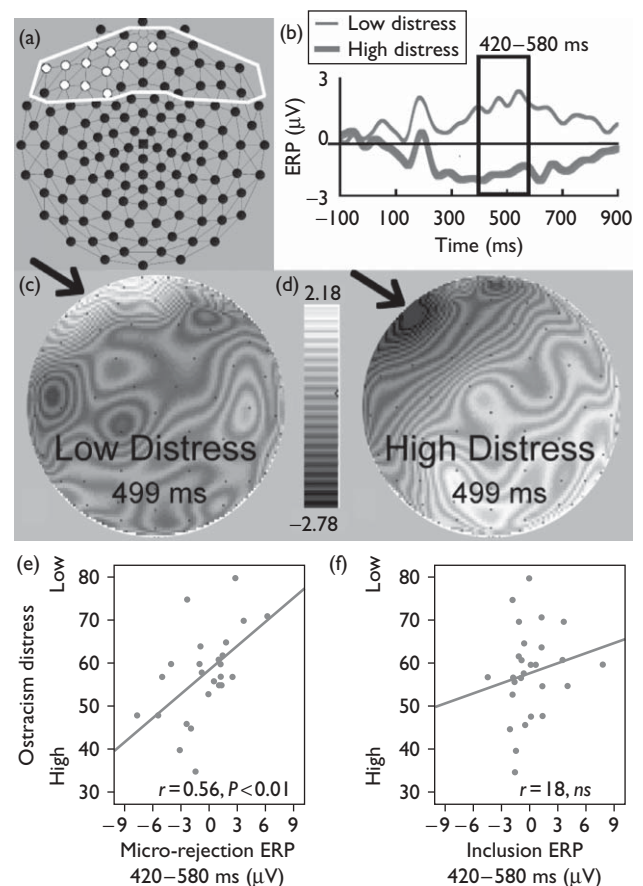 (a)
(b)
Low distress
High distress
420–580 ms
3
0
−3
ERP (μV)
−100 100 300 500 700 900
Time (ms)
(c)
2.18
(d)
Low Distress
499 ms
High Distress
499 ms
−2.78
(e)
Ostracism distress
Low
High
80
70
60
50
40
30
r = 0.56, P < 0.01
−9 −6 −3 0 3 6 9
Micro-rejection ERP
420–580 ms (μV)
(f)
Low
High
80
70
60
50
40
30
r = 18, ns
−9 −6 −3 0 3 6 9
Inclusion ERP
420–580 ms (μV)